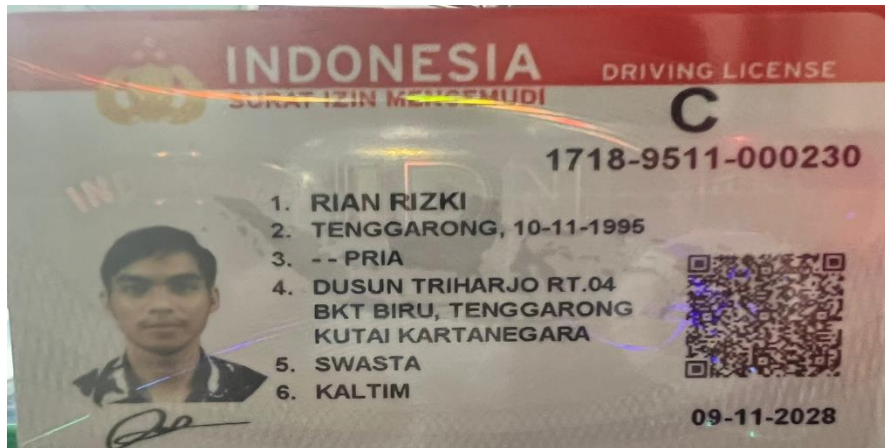 INDONESIA
DRIVING LICENSE
SURAT IZIN MENGEMUDI
C
1718-9511-000230
1. RIAN RIZKI
2. TENGGARONG, 10-11-1995
3. - - PRIA
4. DUSUN TRIHARJO RT.04
BKT BIRU, TENGGARONG
KUTAI KARTANEGARA
5. SWASTA
6. KALTIM
09-11-2028